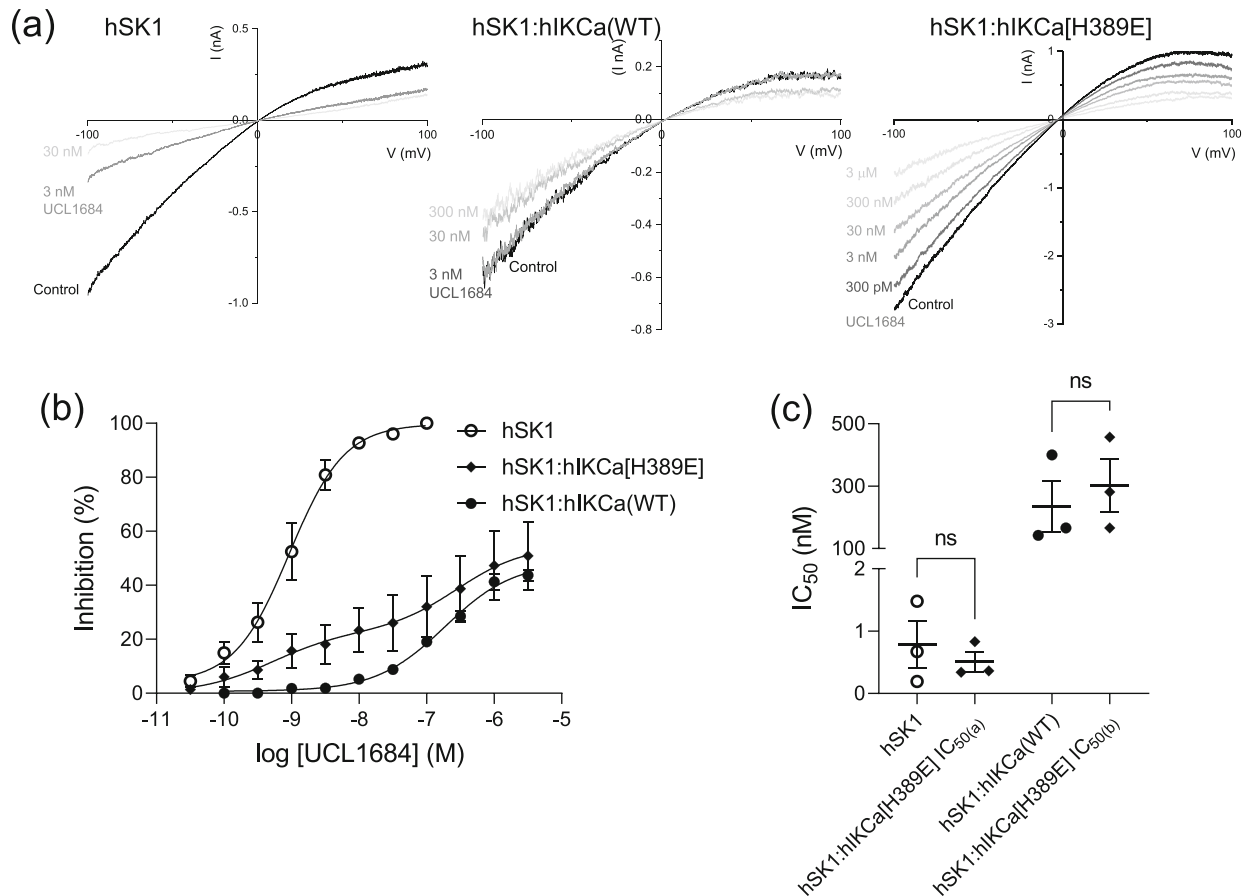 (a)
hSK1
I (nA)
0.5
-100
0
100
V (mV)
30 nM
3 nM
UCL1684
-0.5
Control
-1.0
hSK1:hIKCa(WT)
(I nA)
0.2
0.0
-100
100
V (mV)
-0.2
300 nM
30 nM
-0.4
Control
3 nM
UCL1684
-0.6
-0.8
hSK1:hIKCa[H389E]
I (nA)
1
-100
0
100
V (mV)
3 µM
-1
300 nM
30 nM
3 nM
-2
300 pM
Control
UCL1684
-3
(b)
Inhibition (%)
100
80
60
40
20
0
-11 -10 -9 -8 -7 -6 -5
log [UCL1684] (M)
hSK1
hSK1:hIKCa[H389E]
hSK1:hIKCa(WT)
(c)
ns
ns
IC50 (nM)
500
300
100
2
1
0
hSK1
hSK1:hIKCa[H389E] IC50(a)
hSK1:hIKCa(WT)
hSK1:hIKCa[H389E] IC50(b)